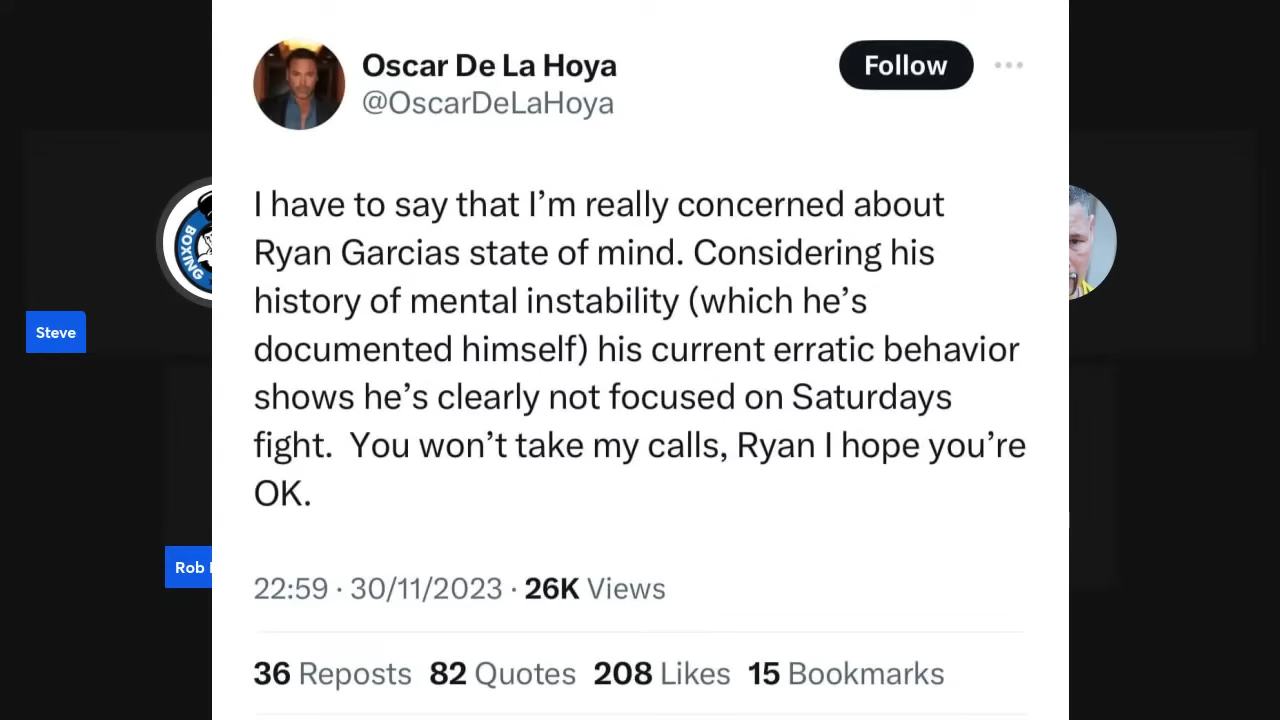 Oscar De La Hoya
@OscarDeLaHoya
Follow
I have to say that I’m really concerned about
Ryan Garcias state of mind. Considering his
history of mental instability (which he’s
documented himself) his current erratic behavior
shows he’s clearly not focused on Saturdays
fight.  You won’t take my calls, Ryan I hope you’re
OK.
22:59 · 30/11/2023 · 26K Views
36 Reposts 82 Quotes 208 Likes 15 Bookmarks
BOXING
Steve
Rob